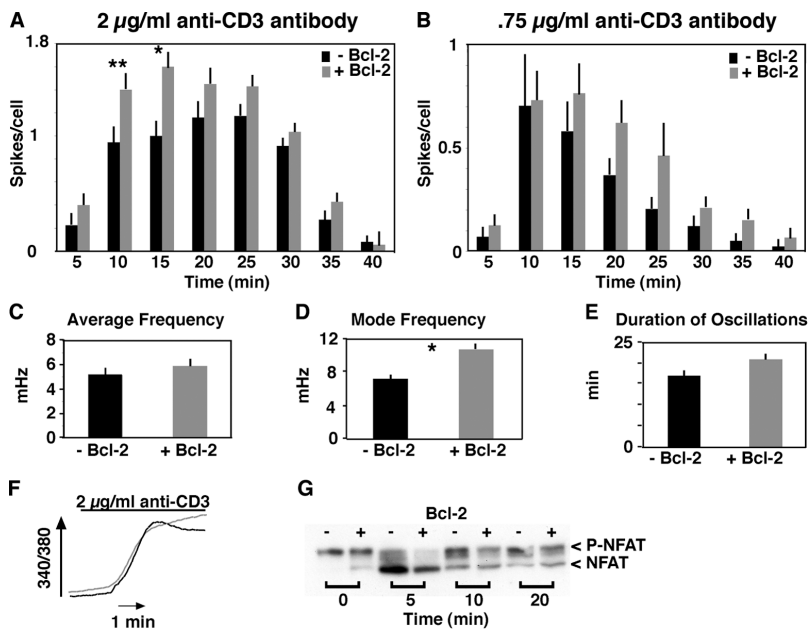 A
2 µg/ml anti-CD3 antibody
1.8
1
0
Spikes/cell
** *
- Bcl-2
+ Bcl-2
5 10 15 20 25 30 35 40
Time (min)
B
.75 µg/ml anti-CD3 antibody
1
0.5
0
Spikes/cell
- Bcl-2
+ Bcl-2
5 10 15 20 25 30 35 40
Time (min)
C
Average Frequency
8
6
4
2
0
mHz
- Bcl-2 + Bcl-2
D
Mode Frequency
12
8
4
0
mHz
*
- Bcl-2 + Bcl-2
E
Duration of Oscillations
25
0
min
- Bcl-2 + Bcl-2
F
2 µg/ml anti-CD3
340/380
1 min
G
Bcl-2
- + - + - + - +
< P-NFAT
< NFAT
0 5 10 20
Time (min)